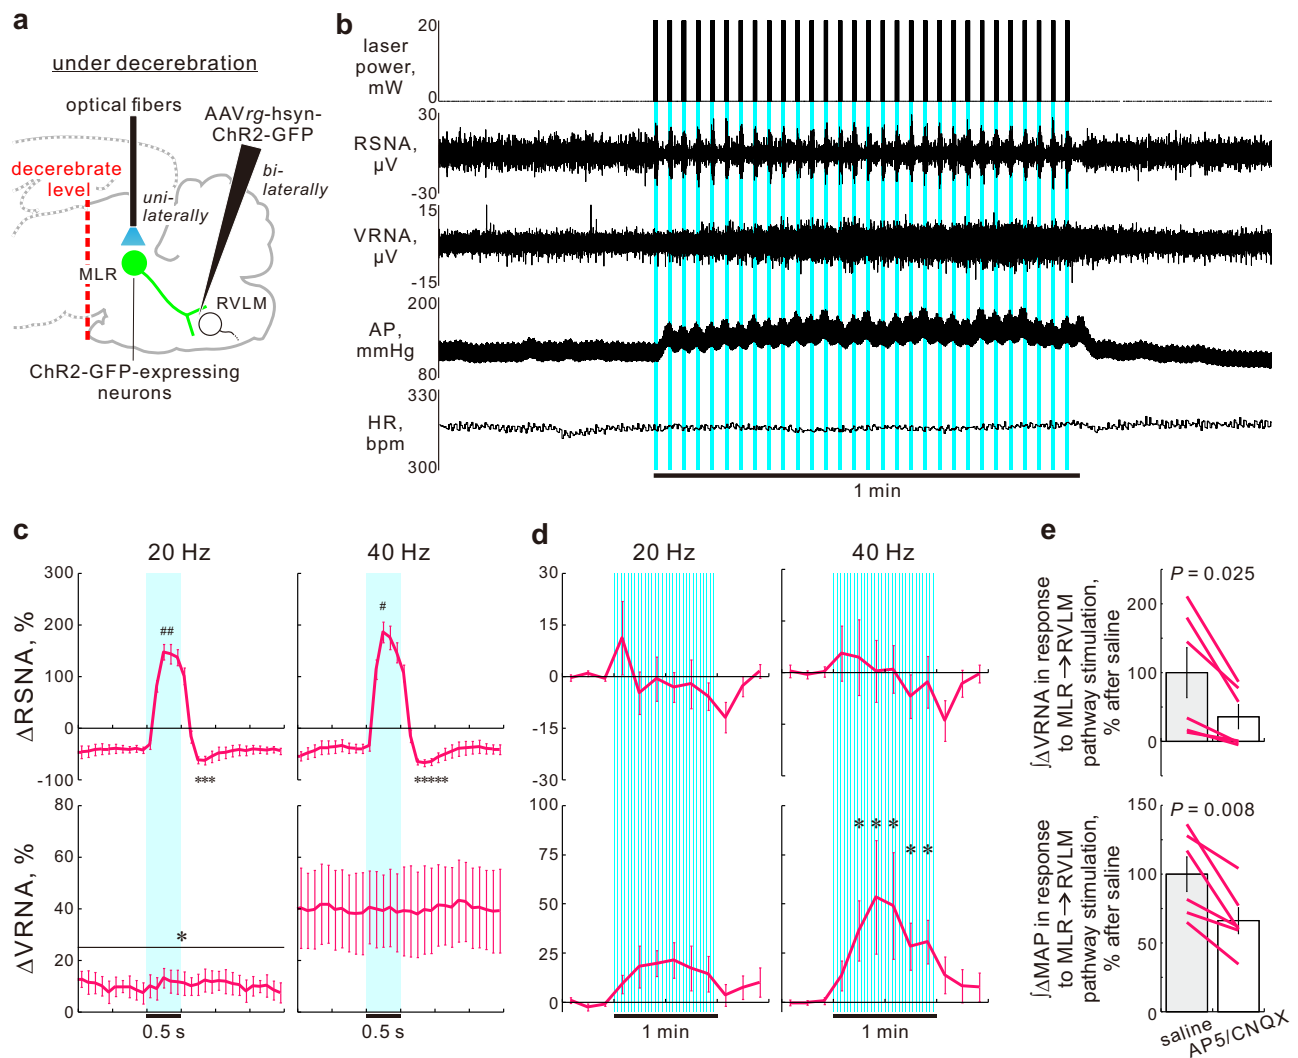 a
under decerebration
optical fibers
AAVrg-hsyn-
ChR2-GFP
decerebrate
level
uni-
laterally
bi-
laterally
MLR
RVLM
ChR2-GFP-expressing
neurons
b
laser
power,
mW
20
0
RSNA,
µV
30
-30
VRNA,
µV
15
-15
AP,
mmHg
200
80
HR,
bpm
330
300
1 min
c
20 Hz
40 Hz
ΔRSNA, %
300
200
100
0
-100
##
#
***
*****
ΔVRNA, %
80
60
40
20
0
*
0.5 s
0.5 s
d
20 Hz
40 Hz
30
15
0
-15
-30
100
75
50
25
0
* * *
* *
1 min
1 min
e
∫ΔVRNA in response
to MLR→RVLM
pathway stimulation,
% after saline
P = 0.025
200
100
0
∫ΔMAP in response
to MLR→RVLM
pathway stimulation,
% after saline
P = 0.008
150
100
50
0
saline
AP5/CNQX